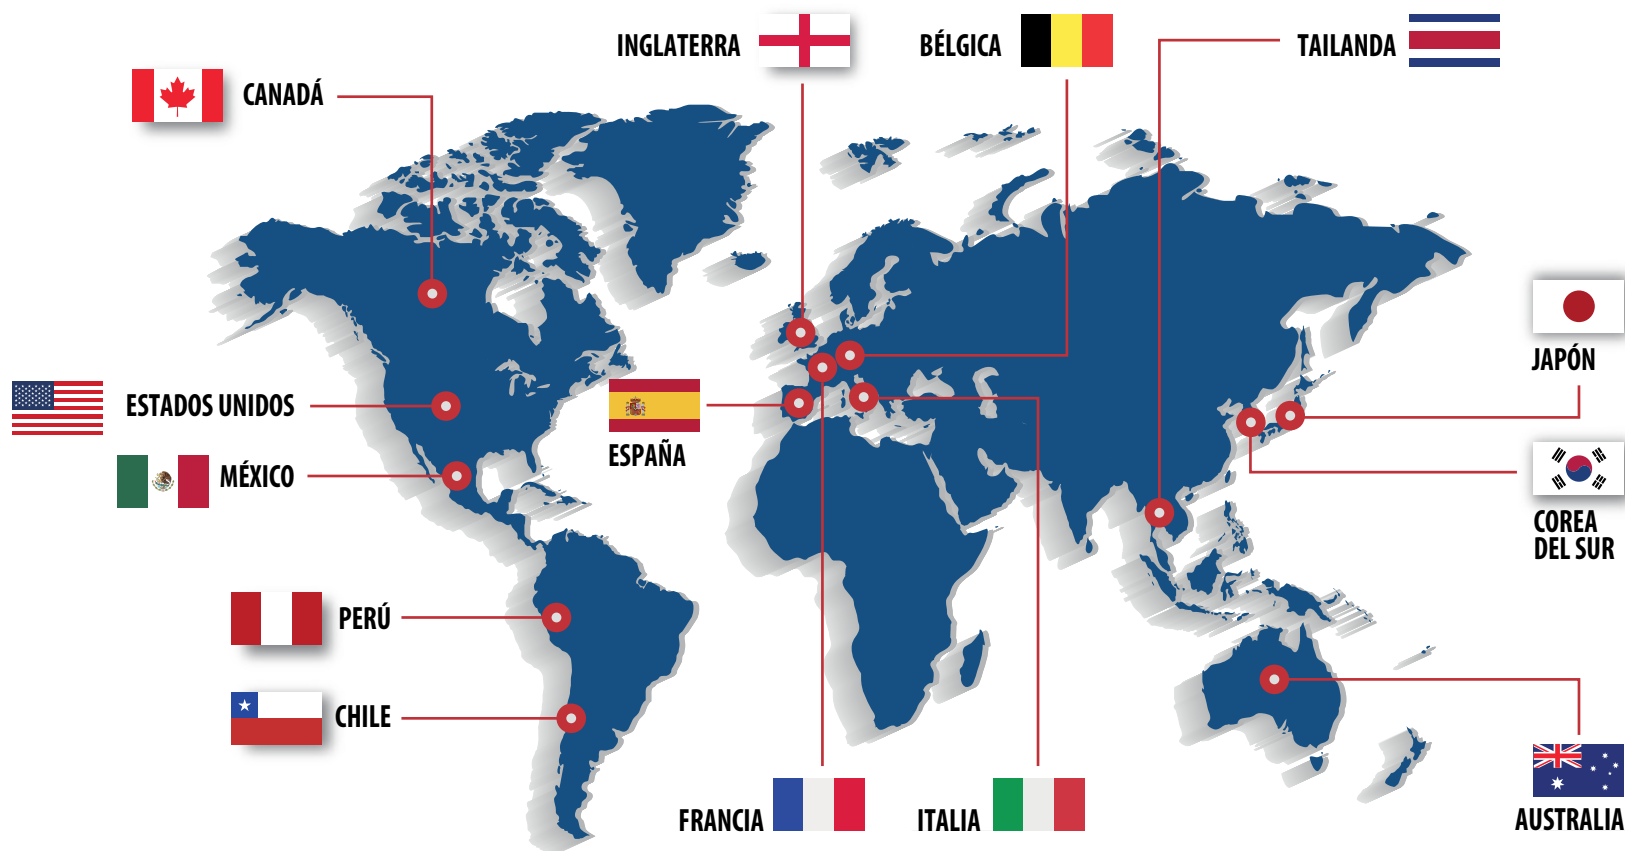 INGLATERRA
BÉLGICA
TAILANDA
CANADÁ
JAPÓN
ESTADOS UNIDOS
ESPAÑA
MÉXICO
COREA
DEL SUR
PERÚ
CHILE
FRANCIA
ITALIA
AUSTRALIA